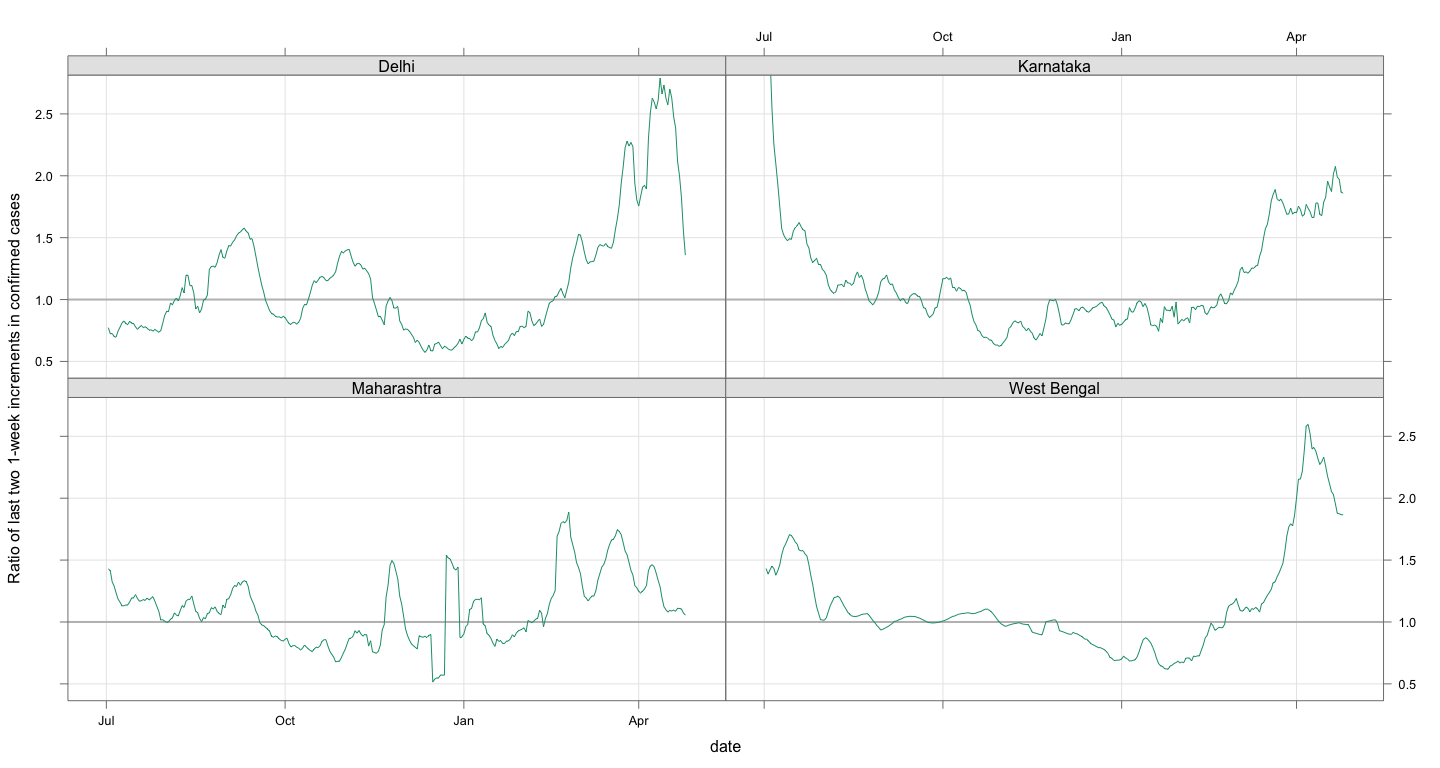 Jul Oct Jan Apr
Delhi Karnataka
2.5
2.0
1.5
1.0
0.5
Maharashtra West Bengal
2.5
2.0
1.5
1.0
0.5
Jul Oct Jan Apr
date
Ratio of last two 1-week increments in confirmed cases